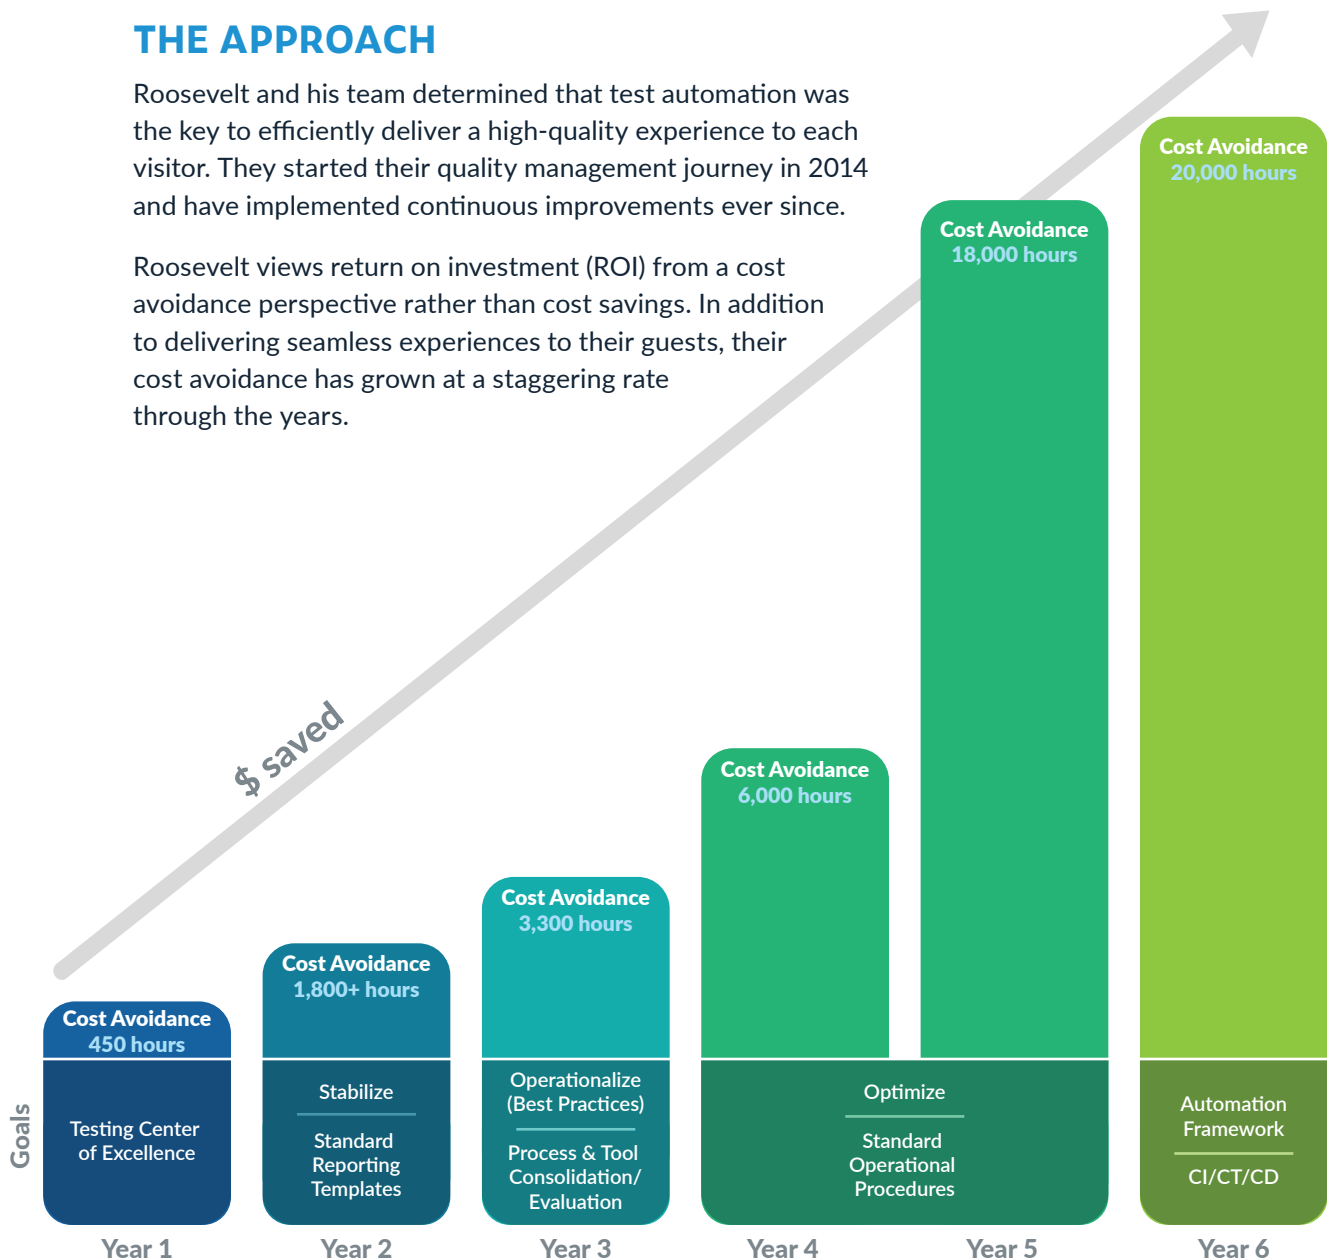 THE APPROACH
Roosevelt and his team determined that test automation was
the key to efficiently deliver a high-quality experience to each
visitor. They started their quality management journey in 2014
and have implemented continuous improvements ever since.
Roosevelt views return on investment (ROI) from a cost
avoidance perspective rather than cost savings. In addition
to delivering seamless experiences to their guests, their
cost avoidance has grown at a staggering rate
through the years.
$ saved
Cost Avoidance
450 hours
Cost Avoidance
1,800+ hours
Cost Avoidance
3,300 hours
Cost Avoidance
6,000 hours
Cost Avoidance
18,000 hours
Cost Avoidance
20,000 hours
Goals
Testing Center
of Excellence
Stabilize
Standard
Reporting
Templates
Operationalize
(Best Practices)
Process & Tool
Consolidation/
Evaluation
Optimize
Standard
Operational
Procedures
Automation
Framework
CI/CT/CD
Year 1
Year 2
Year 3
Year 4
Year 5
Year 6